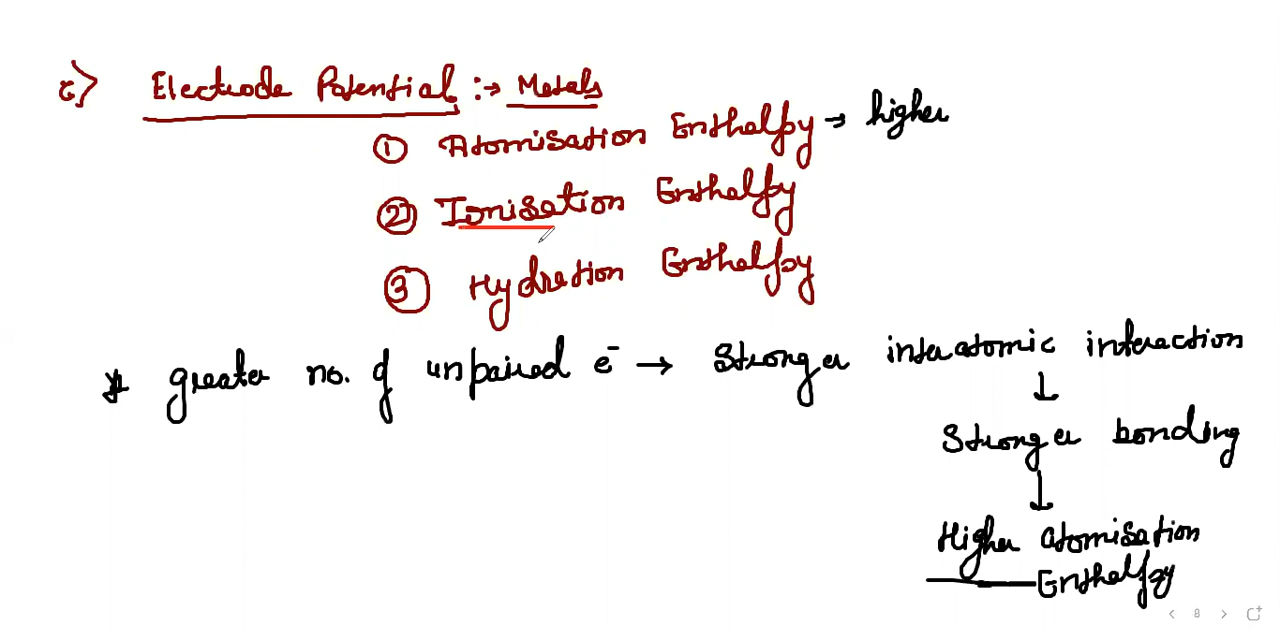 c) Electrode Potential :→ Metals
① Atomisation Enthalpy → higher
② Ionisation Enthalpy
③ Hydration Enthalpy
* greater no. of unpaired e⁻ → Stronger interatomic interaction
↓
Stronger bonding
↓
Higher atomisation
Enthalpy
8